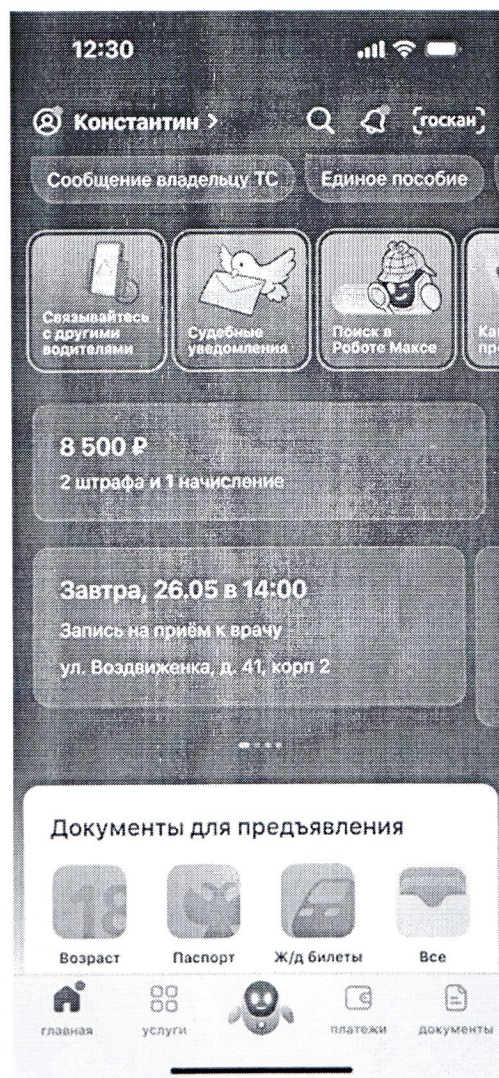 12:30
Константин >
[госкан]
Сообщение владельцу ТС
Единое пособие
Связывайтесь
с другими
водителями
Судебные
уведомления
Поиск в
Роботе Максе
8 500 ₽
2 штрафа и 1 начисление
Завтра, 26.05 в 14:00
Запись на приём к врачу
ул. Воздвиженка, д. 41, корп 2
Документы для предъявления
18
Возраст
Паспорт
Ж/д билеты
Все
главная
услуги
платежи
документы